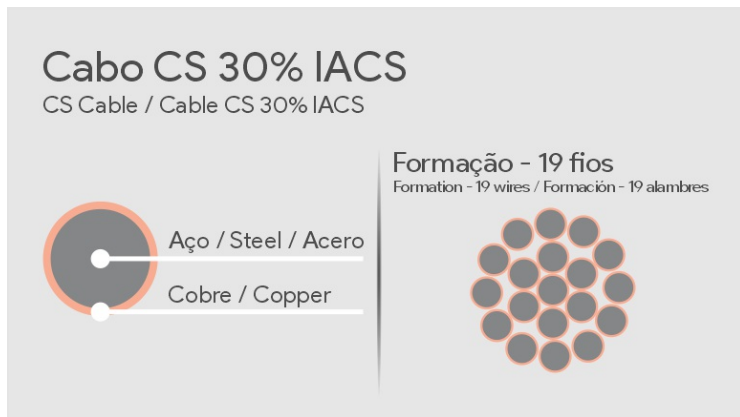 Cabo CS 30% IACS
CS Cable / Cable CS 30% IACS
Formação - 19 fios
Formation - 19 wires / Formación - 19 alambres
Aço / Steel / Acero
Cobre / Copper